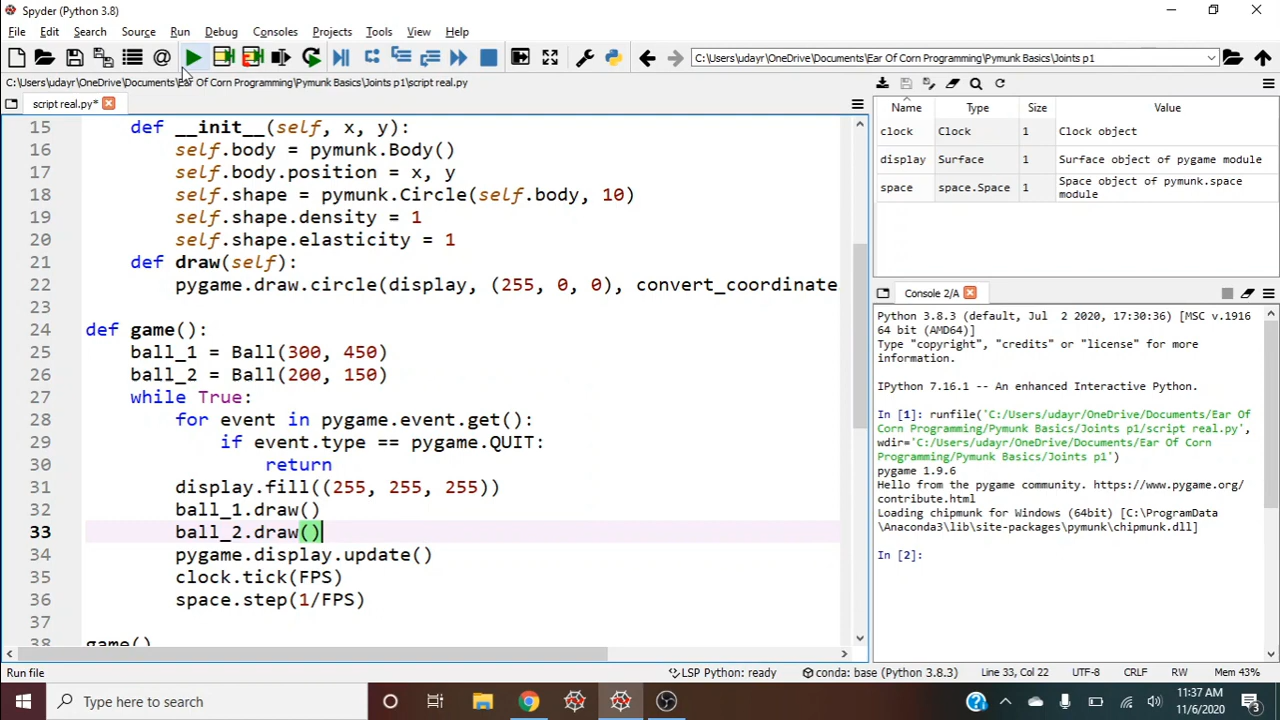 Spyder (Python 3.8)
File Edit Search Source Run Debug Consoles Projects Tools View Help
C:\Users\udayr\OneDrive\Documents\Ear Of Corn Programming\Pymunk Basics\Joints p1
C:\Users\udayr\OneDrive\Documents\Ear Of Corn Programming\Pymunk Basics\Joints p1\script real.py
script real.py*
15 def __init__(self, x, y):
16 self.body = pymunk.Body()
17 self.body.position = x, y
18 self.shape = pymunk.Circle(self.body, 10)
19 self.shape.density = 1
20 self.shape.elasticity = 1
21 def draw(self):
22 pygame.draw.circle(display, (255, 0, 0), convert_coordinate
23
24 def game():
25 ball_1 = Ball(300, 450)
26 ball_2 = Ball(200, 150)
27 while True:
28 for event in pygame.event.get():
29 if event.type == pygame.QUIT:
30 return
31 display.fill((255, 255, 255))
32 ball_1.draw()
33 ball_2.draw()
34 pygame.display.update()
35 clock.tick(FPS)
36 space.step(1/FPS)
37
38 game()
Name Type Size Value
clock Clock 1 Clock object
display Surface 1 Surface object of pygame module
space space.Space 1 Space object of pymunk.space
module
Console 2/A
Python 3.8.3 (default, Jul 2 2020, 17:30:36) [MSC v.1916
64 bit (AMD64)]
Type "copyright", "credits" or "license" for more
information.
IPython 7.16.1 -- An enhanced Interactive Python.
In [1]: runfile('C:/Users/udayr/OneDrive/Documents/Ear Of
Corn Programming/Pymunk Basics/Joints p1/script real.py',
wdir='C:/Users/udayr/OneDrive/Documents/Ear Of Corn
Programming/Pymunk Basics/Joints p1')
pygame 1.9.6
Hello from the pygame community. https://www.pygame.org/
contribute.html
Loading chipmunk for Windows (64bit) [C:\ProgramData
\Anaconda3\lib\site-packages\pymunk\chipmunk.dll]
In [2]:
Run file
LSP Python: ready
conda: base (Python 3.8.3)
Line 33, Col 22
UTF-8
CRLF
RW
Mem 43%
Type here to search
11:37 AM
11/6/2020
3